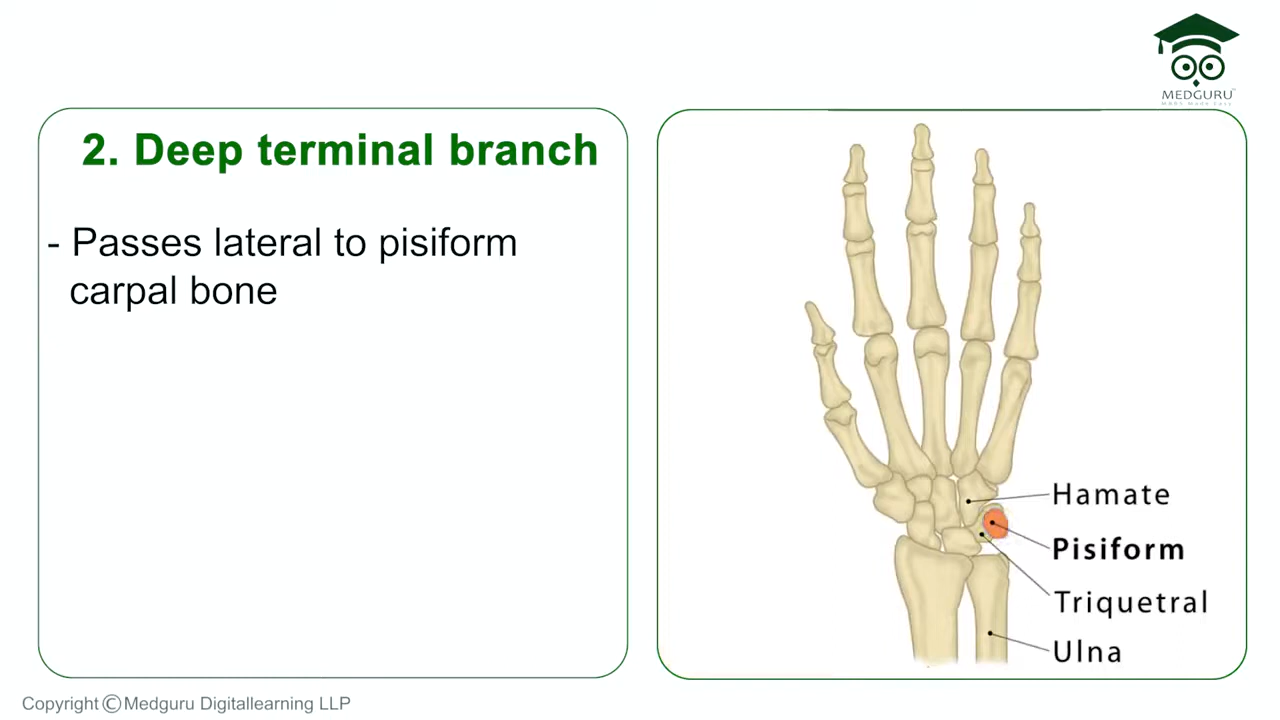 MEDGURU
2. Deep terminal branch
- Passes lateral to pisiform
carpal bone
Hamate
Pisiform
Triquetral
Ulna
Copyright © Medguru Digitallearning LLP